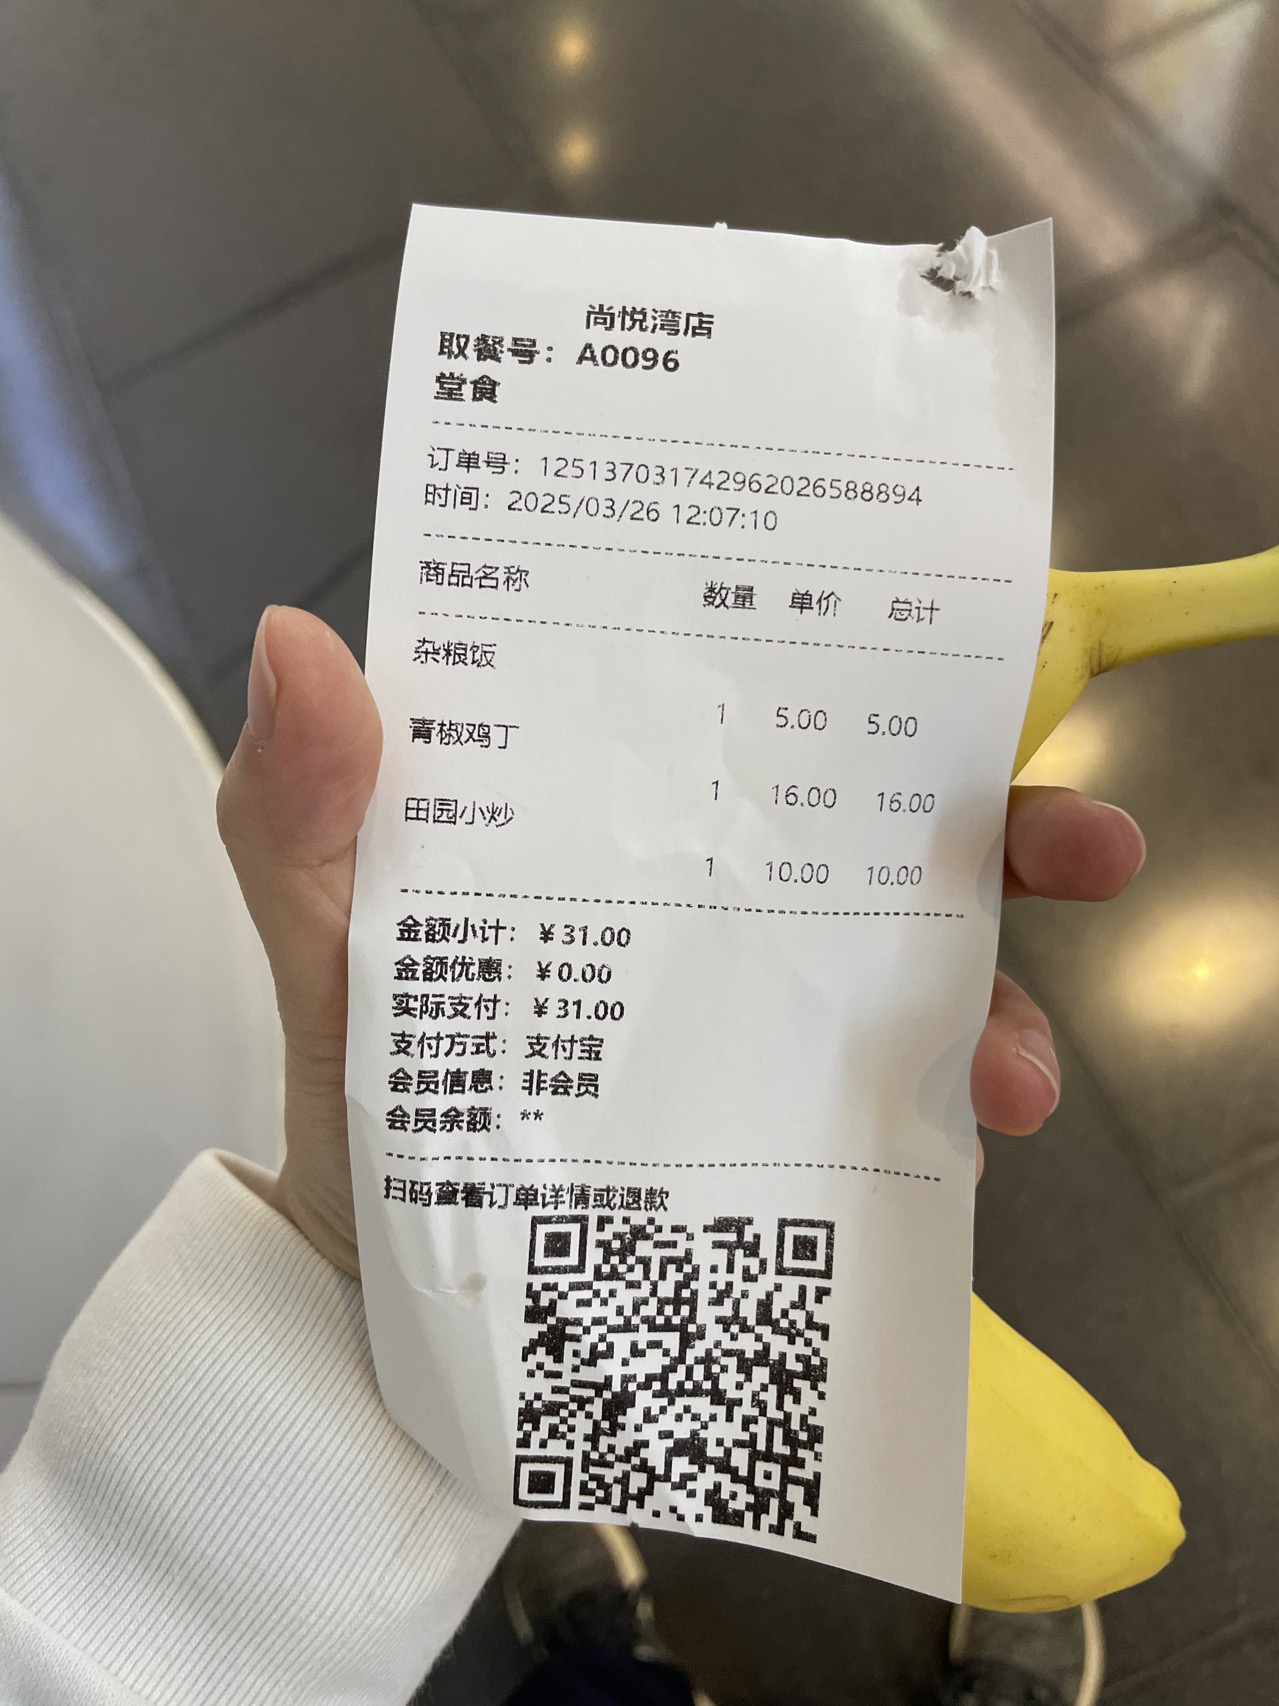 尚悦湾店
取餐号：A0096
堂食
订单号：125137031742962026588894
时间：2025/03/26 12:07:10
商品名称 数量 单价 总计
杂粮饭
1 5.00 5.00
青椒鸡丁
1 16.00 16.00
田园小炒
1 10.00 10.00
金额小计：￥31.00
金额优惠：￥0.00
实际支付：￥31.00
支付方式：支付宝
会员信息：非会员
会员余额：**
扫码查看订单详情或退款